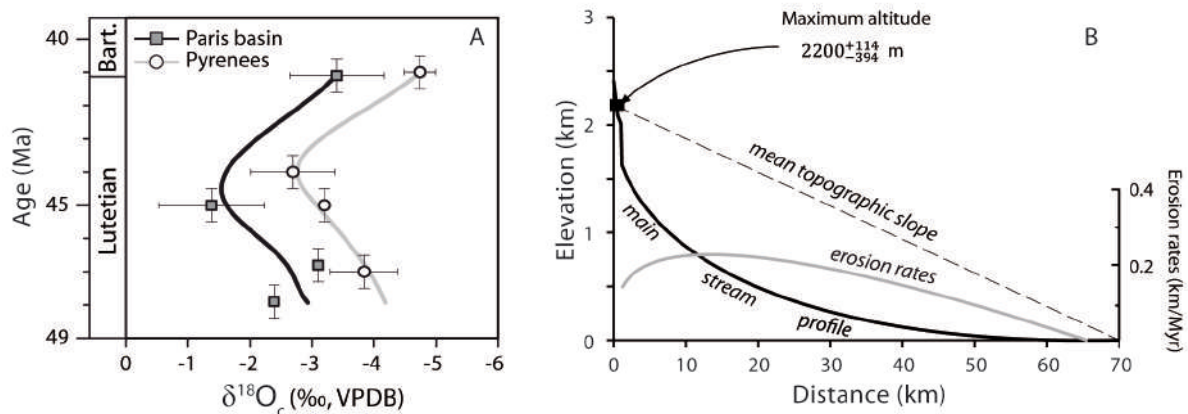 Bart.
Lutetian
40
45
49
Age (Ma)
Paris basin
Pyrenees
A
0
-1
-2
-3
-4
-5
-6
δ¹⁸O_c (‰, VPDB)
3
2
1
0
Elevation (km)
Maximum altitude
2200 +114 −394 m
B
mean topographic slope
main stream profile
erosion rates
0.4
0.2
Erosion rates (km/Myr)
0
10
20
30
40
50
60
70
Distance (km)